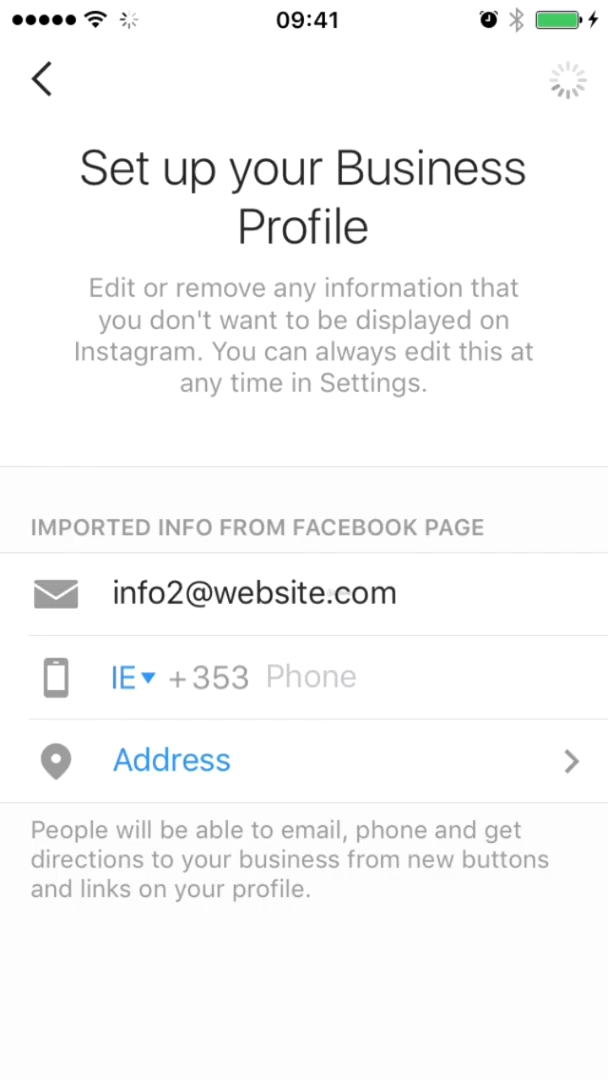 09:41
Set up your Business
Profile
Edit or remove any information that
you don't want to be displayed on
Instagram. You can always edit this at
any time in Settings.
IMPORTED INFO FROM FACEBOOK PAGE
info2@website.com
IE +353 Phone
Address
People will be able to email, phone and get
directions to your business from new buttons
and links on your profile.